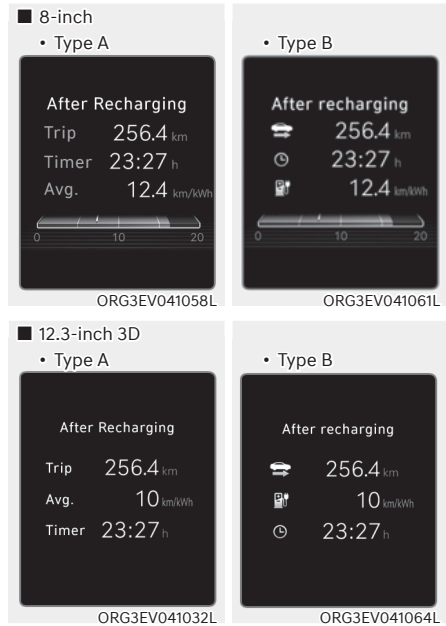 ■ 8-inch
• Type A
After Recharging
Trip 256.4 km
Timer 23:27 h
Avg. 12.4 km/kWh
0 10 20
ORG3EV041058L
• Type B
After recharging
256.4 km
23:27 h
12.4 km/kWh
0 10 20
ORG3EV041061L
■ 12.3-inch 3D
• Type A
After Recharging
Trip 256.4 km
Avg. 10 km/kWh
Timer 23:27 h
ORG3EV041032L
• Type B
After recharging
256.4 km
10 km/kWh
23:27 h
ORG3EV041064L